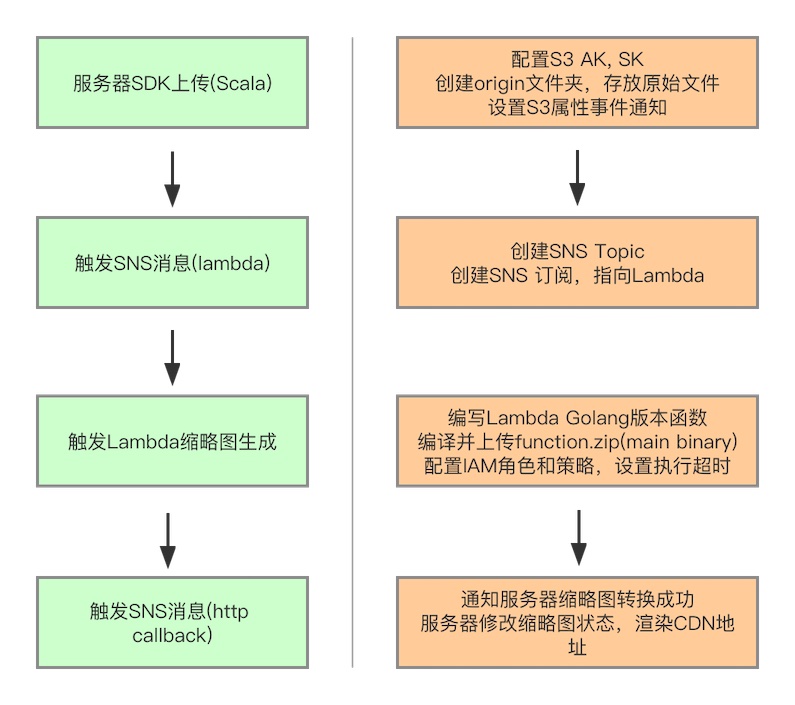 服务器SDK上传(Scala)
触发SNS消息(lambda)
触发Lambda缩略图生成
触发SNS消息(http
callback)
配置S3 AK, SK
创建origin文件夹，存放原始文件
设置S3属性事件通知
创建SNS Topic
创建SNS 订阅，指向Lambda
编写Lambda Golang版本函数
编译并上传function.zip(main binary)
配置IAM角色和策略，设置执行超时
通知服务器缩略图转换成功
服务器修改缩略图状态，渲染CDN地
址